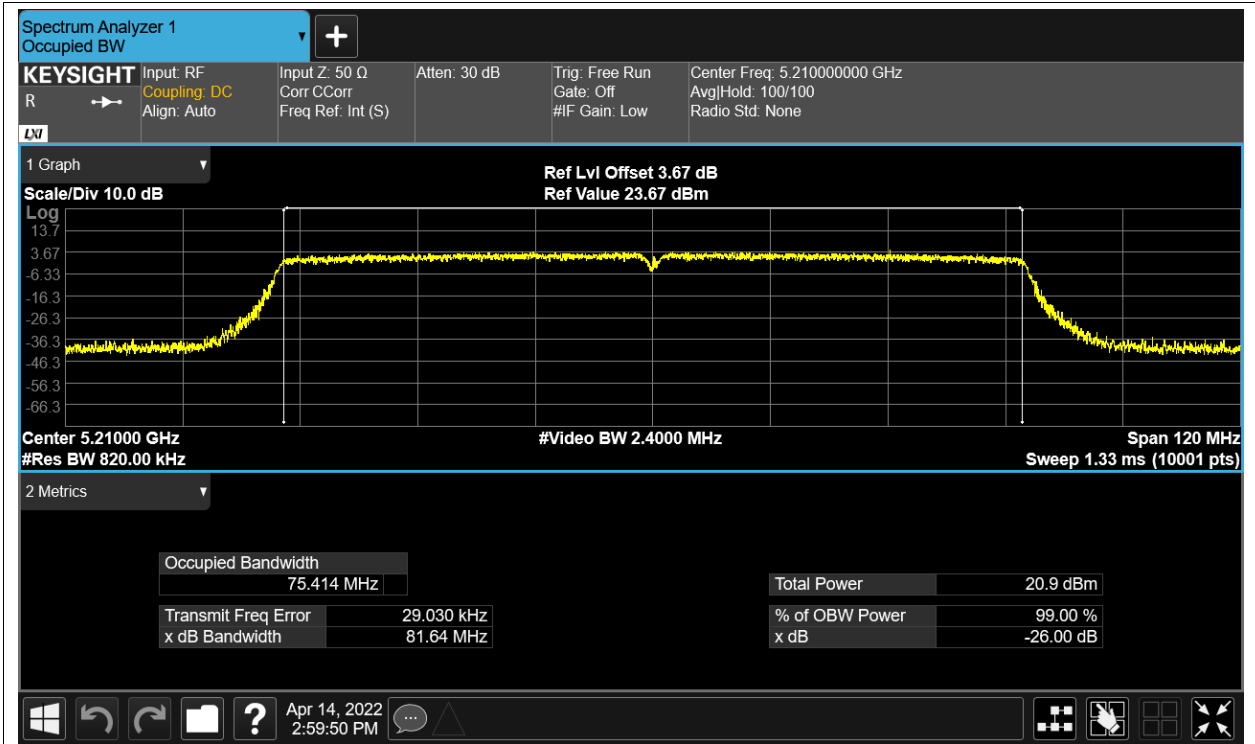 Spectrum Analyzer 1
Occupied BW
KEYSIGHT
R
LXI
Input: RF
Coupling: DC
Align: Auto
Input Z: 50 Ω
Corr CCorr
Freq Ref: Int (S)
Atten: 30 dB
Trig: Free Run
Gate: Off
#IF Gain: Low
Center Freq: 5.210000000 GHz
Avg|Hold: 100/100
Radio Std: None
1 Graph
Scale/Div 10.0 dB
Ref Lvl Offset 3.67 dB
Ref Value 23.67 dBm
Log
13.7
3.67
-6.33
-16.3
-26.3
-36.3
-46.3
-56.3
-66.3
Center 5.21000 GHz
#Res BW 820.00 kHz
#Video BW 2.4000 MHz
Span 120 MHz
Sweep 1.33 ms (10001 pts)
2 Metrics
Occupied Bandwidth
75.414 MHz
Transmit Freq Error 29.030 kHz
x dB Bandwidth 81.64 MHz
Total Power 20.9 dBm
% of OBW Power 99.00 %
x dB -26.00 dB
?
Apr 14, 2022
2:59:50 PM